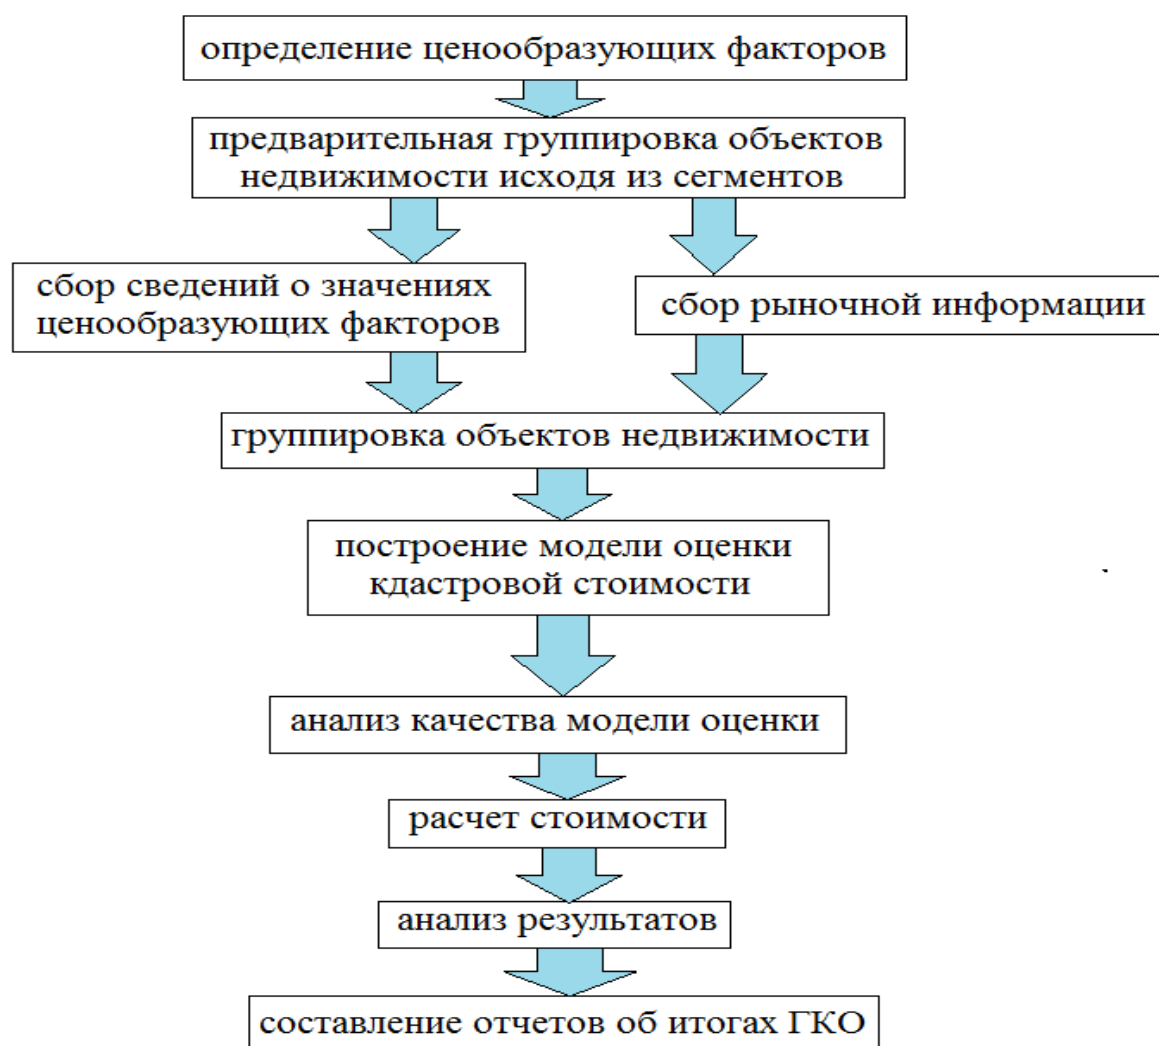 определение ценообразующих факторов
предварительная группировка объектов
недвижимости исходя из сегментов
сбор сведений о значениях
ценообразующих факторов
сбор рыночной информации
группировка объектов недвижимости
построение модели оценки
кдастровой стоимости
анализ качества модели оценки
расчет стоимости
анализ результатов
составление отчетов об итогах ГКО